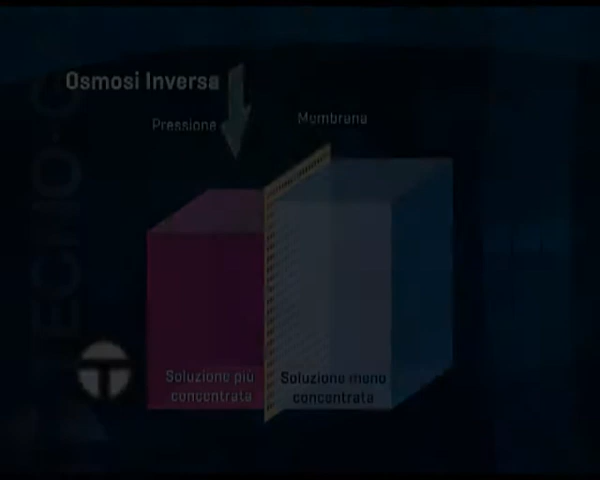 Osmosi Inversa
Pressione
Membrana
Soluzione più
concentrata
Soluzione meno
concentrata